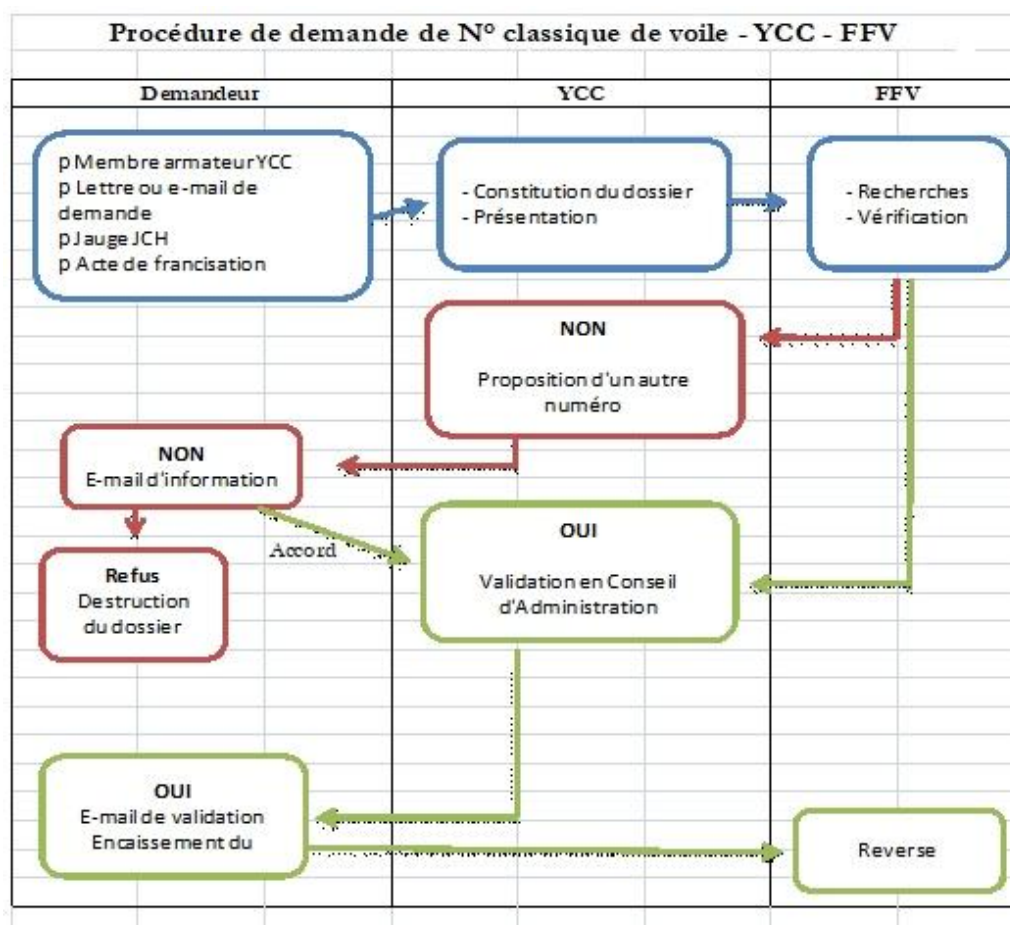 Procédure de demande de N° classique de voile - YCC - FFV
Demandeur
YCC
FFV
p Membre armateur YCC
p Lettre ou e-mail de
demande
p Jauge JCH
p Acte de francisation
- Constitution du dossier
- Présentation
- Recherches
- Vérification
NON
Proposition d'un autre
numéro
NON
E-mail d'information
Accord
OUI
Validation en Conseil
d'Administration
Refus
Destruction
du dossier
OUI
E-mail de validation
Encaissement du
Reverse